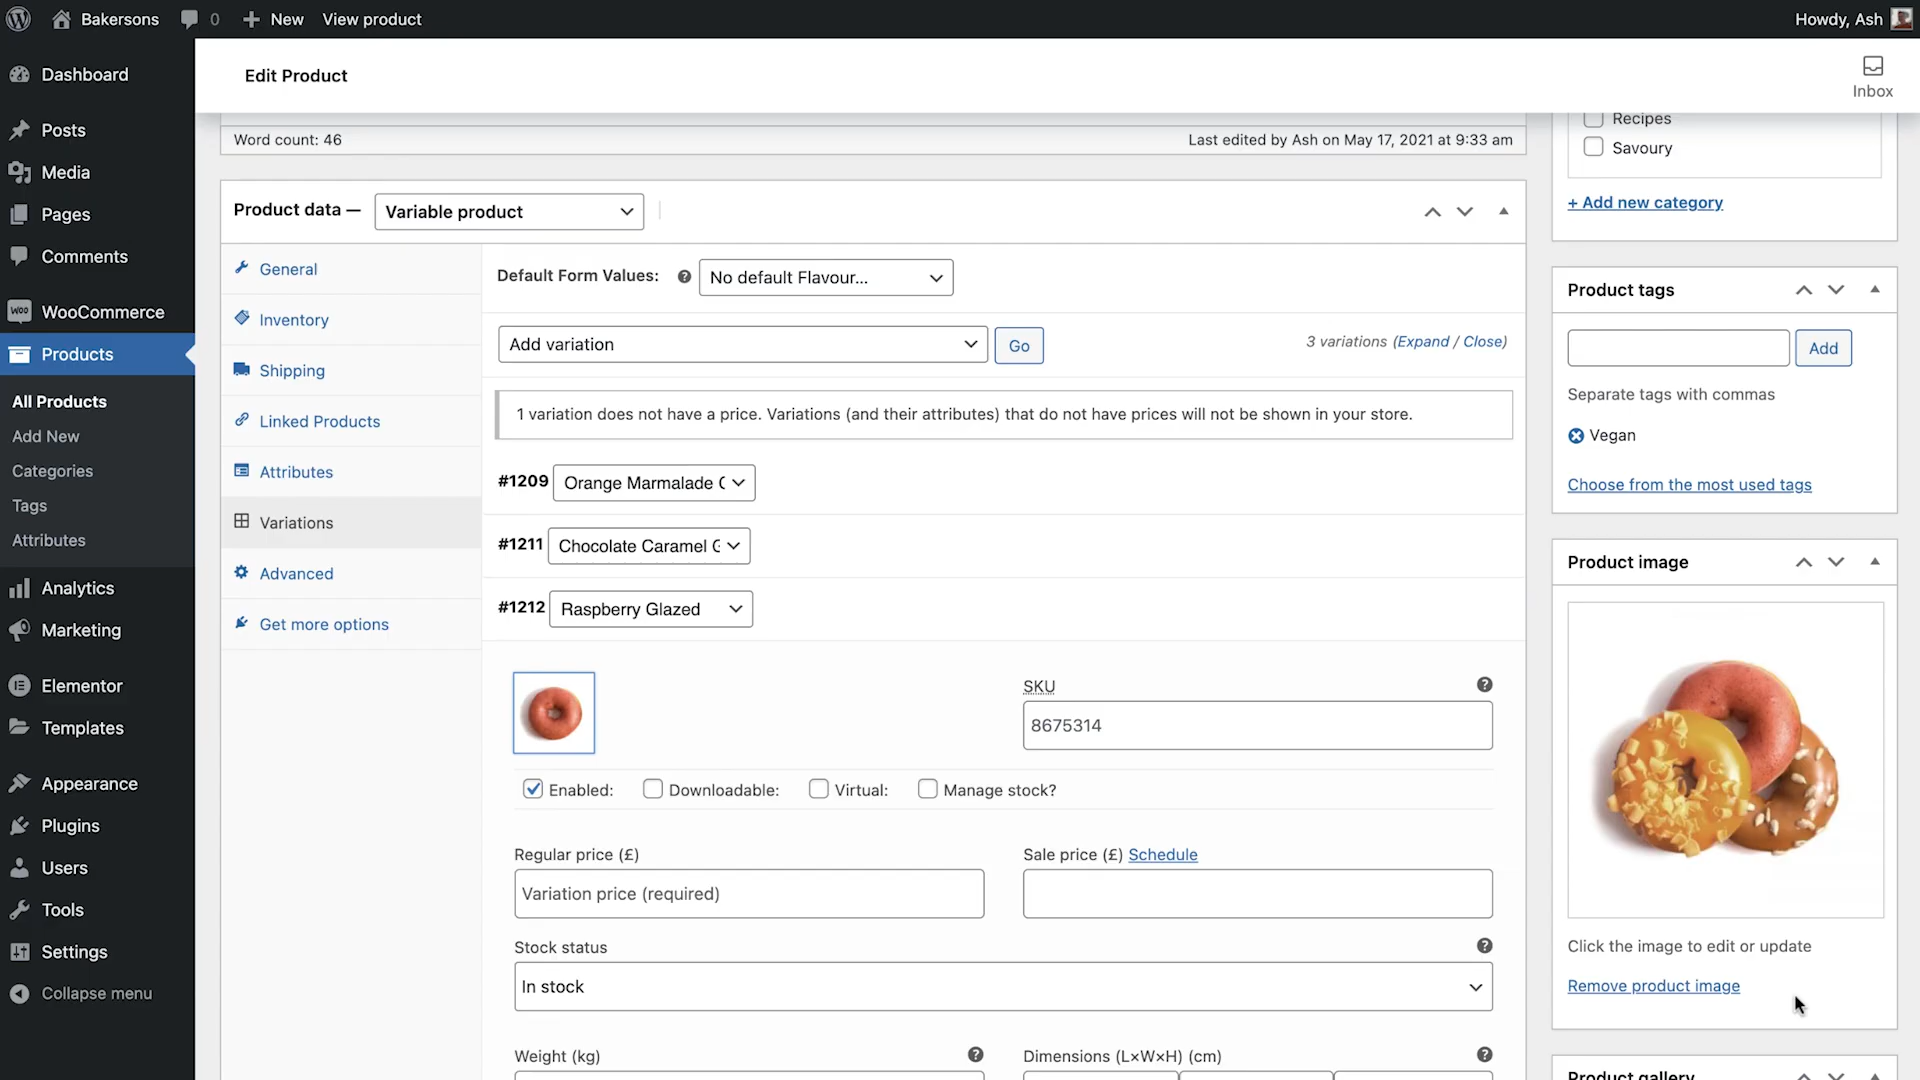 Bakersons 0 New View product Howdy, Ash
Dashboard
Posts
Media
Pages
Comments
WOO WooCommerce
Products
All Products
Add New
Categories
Tags
Attributes
Analytics
Marketing
Elementor
Templates
Appearance
Plugins
Users
Tools
Settings
Collapse menu
Edit Product
Inbox
Word count: 46 Last edited by Ash on May 17, 2021 at 9:33 am
Product data — Variable product
General
Inventory
Shipping
Linked Products
Attributes
Variations
Advanced
Get more options
Default Form Values: No default Flavour...
Add variation Go 3 variations (Expand / Close)
1 variation does not have a price. Variations (and their attributes) that do not have prices will not be shown in your store.
#1209 Orange Marmalade
#1211 Chocolate Caramel
#1212 Raspberry Glazed
SKU
8675314
Enabled: Downloadable: Virtual: Manage stock?
Regular price (£) Sale price (£) Schedule
Variation price (required)
Stock status
In stock
Weight (kg) Dimensions (L×W×H) (cm)
Recipes
Savoury
+ Add new category
Product tags
Add
Separate tags with commas
Vegan
Choose from the most used tags
Product image
Click the image to edit or update
Remove product image
Product gallery